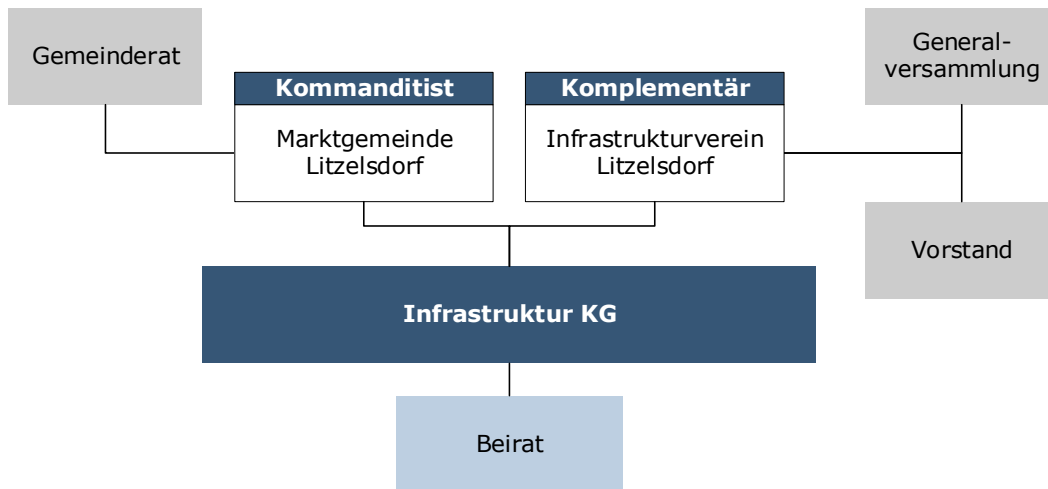 Gemeinderat
General-
versammlung
Kommanditist
Marktgemeinde
Litzelsdorf
Komplementär
Infrastrukturverein
Litzelsdorf
Vorstand
Infrastruktur KG
Beirat